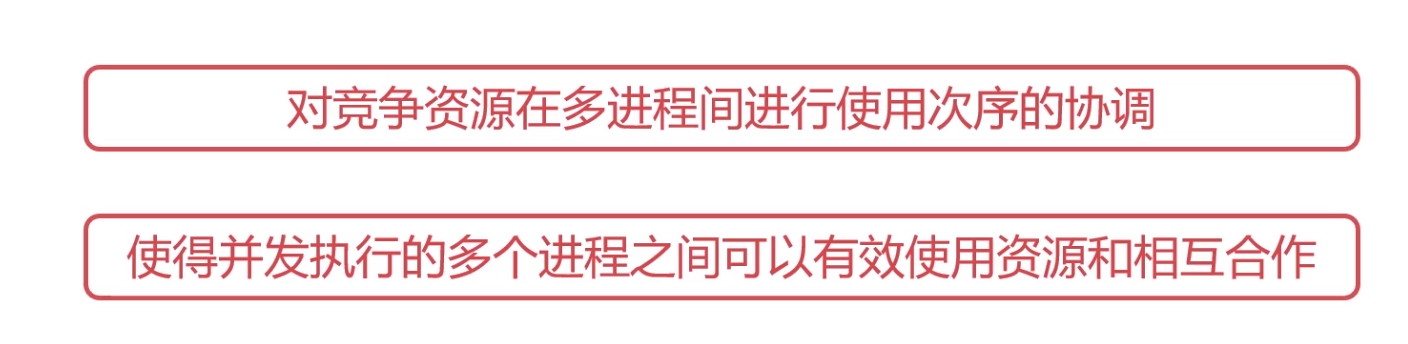 对竞争资源在多进程间进行使用次序的协调
使得并发执行的多个进程之间可以有效使用资源和相互合作